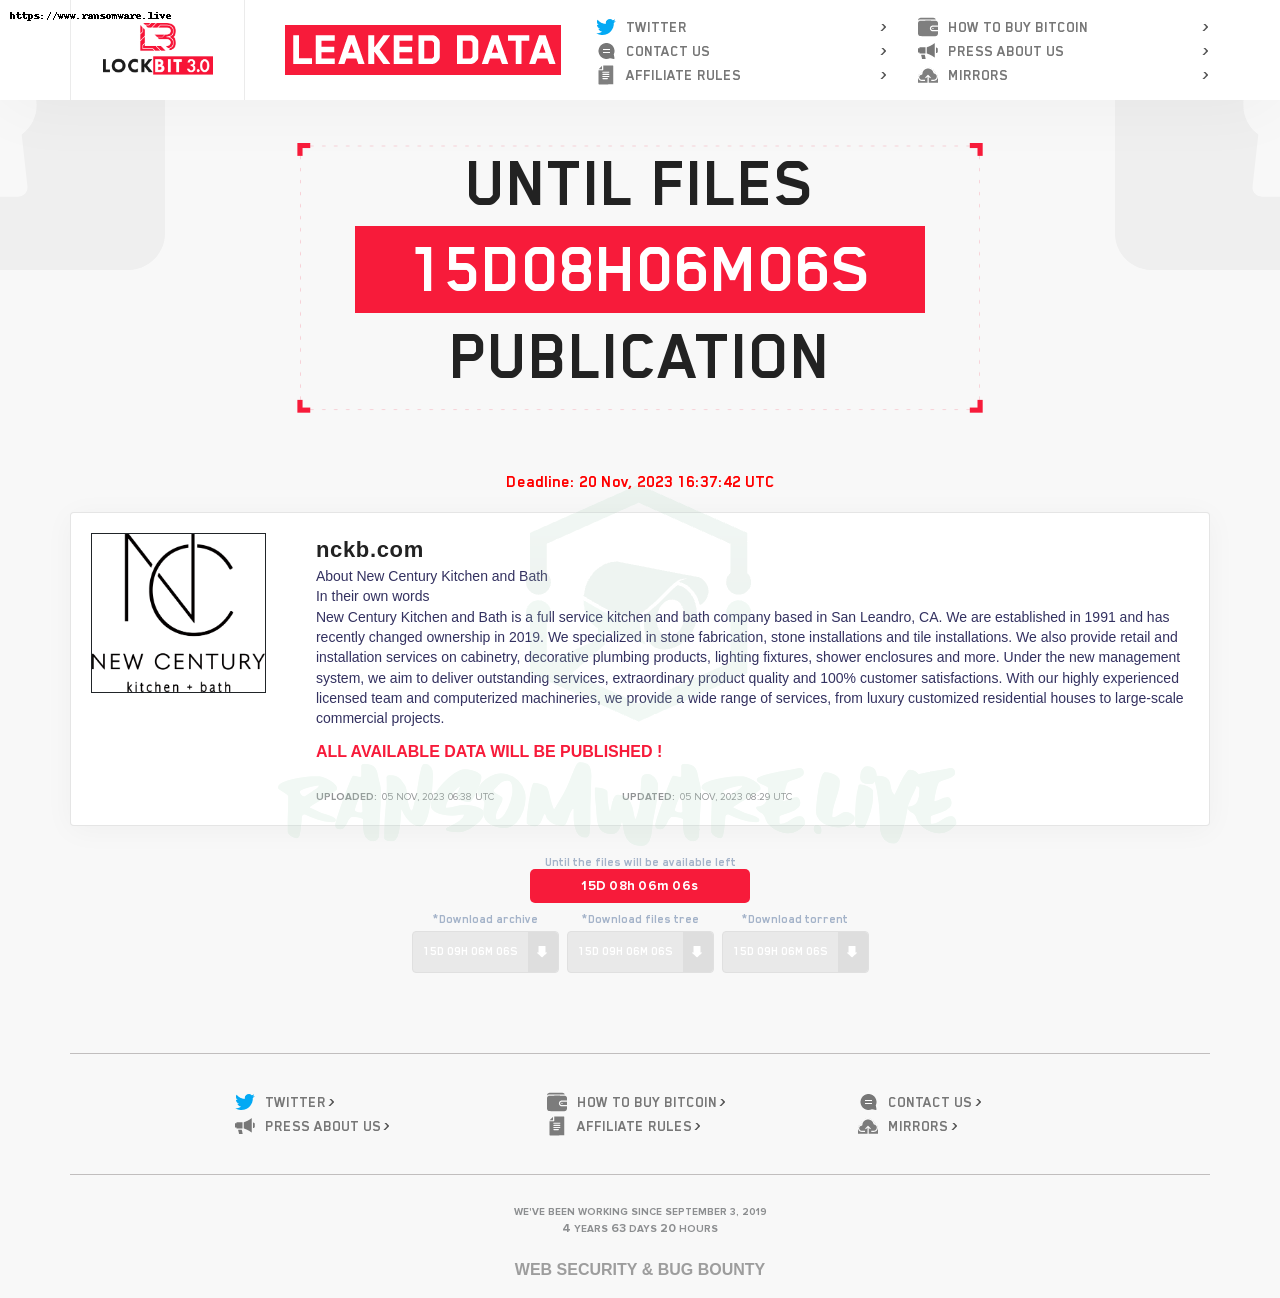 https://www.ransomware.live
LOCKBIT 3.0
LEAKED DATA
TWITTER >
CONTACT US >
AFFILIATE RULES >
HOW TO BUY BITCOIN >
PRESS ABOUT US >
MIRRORS >
UNTIL FILES
15D08H06M06S
PUBLICATION
Deadline: 20 Nov, 2023 16:37:42 UTC
NC
NEW CENTURY
kitchen + bath
nckb.com
About New Century Kitchen and Bath
In their own words
New Century Kitchen and Bath is a full service kitchen and bath company based in San Leandro, CA. We are established in 1991 and has
recently changed ownership in 2019. We specialized in stone fabrication, stone installations and tile installations. We also provide retail and
installation services on cabinetry, decorative plumbing products, lighting fixtures, shower enclosures and more. Under the new management
system, we aim to deliver outstanding services, extraordinary product quality and 100% customer satisfactions. With our highly experienced
licensed team and computerized machineries, we provide a wide range of services, from luxury customized residential houses to large-scale
commercial projects.
ALL AVAILABLE DATA WILL BE PUBLISHED !
UPLOADED: 05 NOV, 2023 06:38 UTC
UPDATED: 05 NOV, 2023 08:29 UTC
RANSOMWARE.LIVE
Until the files will be available left
15D 08h 06m 06s
*Download archive
*Download files tree
*Download torrent
15D 09H 06M 06S
15D 09H 06M 06S
15D 09H 06M 06S
TWITTER >
HOW TO BUY BITCOIN >
CONTACT US >
PRESS ABOUT US >
AFFILIATE RULES >
MIRRORS >
WE'VE BEEN WORKING SINCE SEPTEMBER 3, 2019
4 YEARS 63 DAYS 20 HOURS
WEB SECURITY & BUG BOUNTY